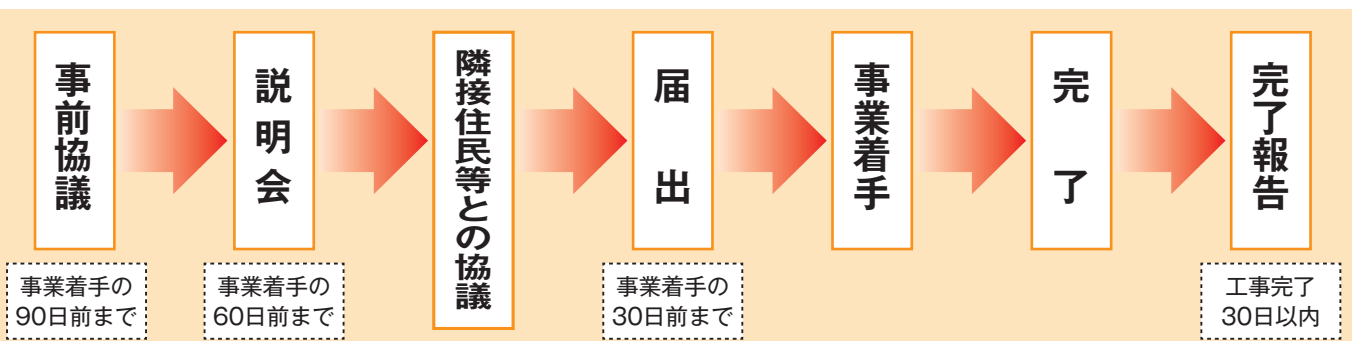 事前協議
説明会
隣接住民等との協議
届出
事業着手
完了
完了報告
事業着手の
90日前まで
事業着手の
60日前まで
事業着手の
30日前まで
工事完了
30日以内